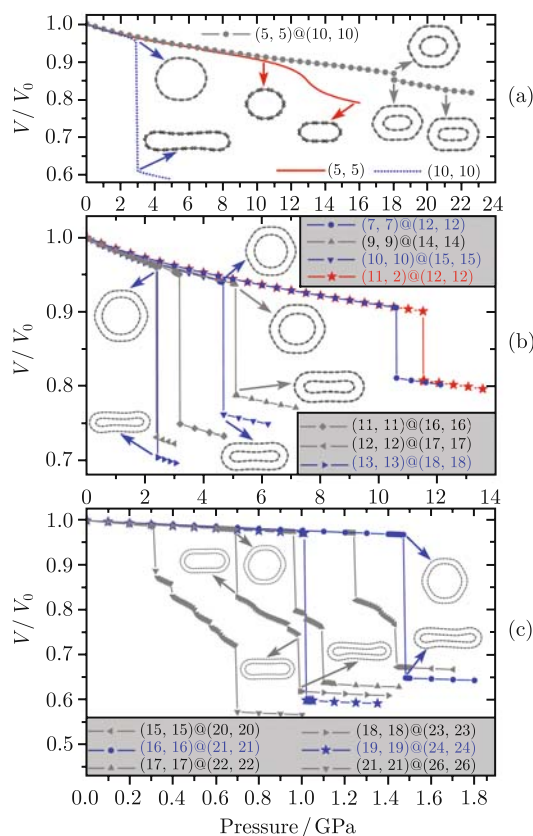 (5, 5)@(10, 10)
1.0
0.9
0.8
0.7
0.6
V/V0
(a)
(5, 5)
(10, 10)
0 2 4 6 8 10 12 14 16 18 20 22 24
(7, 7)@(12, 12)
(9, 9)@(14, 14)
(10, 10)@(15, 15)
(11, 2)@(12, 12)
1.0
0.9
0.8
0.7
V/V0
(b)
(11, 11)@(16, 16)
(12, 12)@(17, 17)
(13, 13)@(18, 18)
0 2 4 6 8 10 12 14
1.0
0.9
0.8
0.7
0.6
0.5
V/V0
(c)
(15, 15)@(20, 20) (18, 18)@(23, 23)
(16, 16)@(21, 21) (19, 19)@(24, 24)
(17, 17)@(22, 22) (21, 21)@(26, 26)
0.0 0.2 0.4 0.6 0.8 1.0 1.2 1.4 1.6 1.8
Pressure/GPa